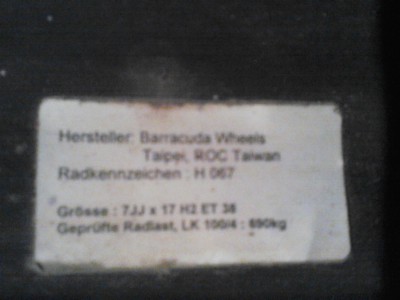 Hersteller: Barracuda Wheels
Taipei, ROC Taiwan
Radkennzeichen : H 067
Grösse : 7JJ x 17 H2 ET 38
Geprüfte Radlast, LK 100/4 : 690kg